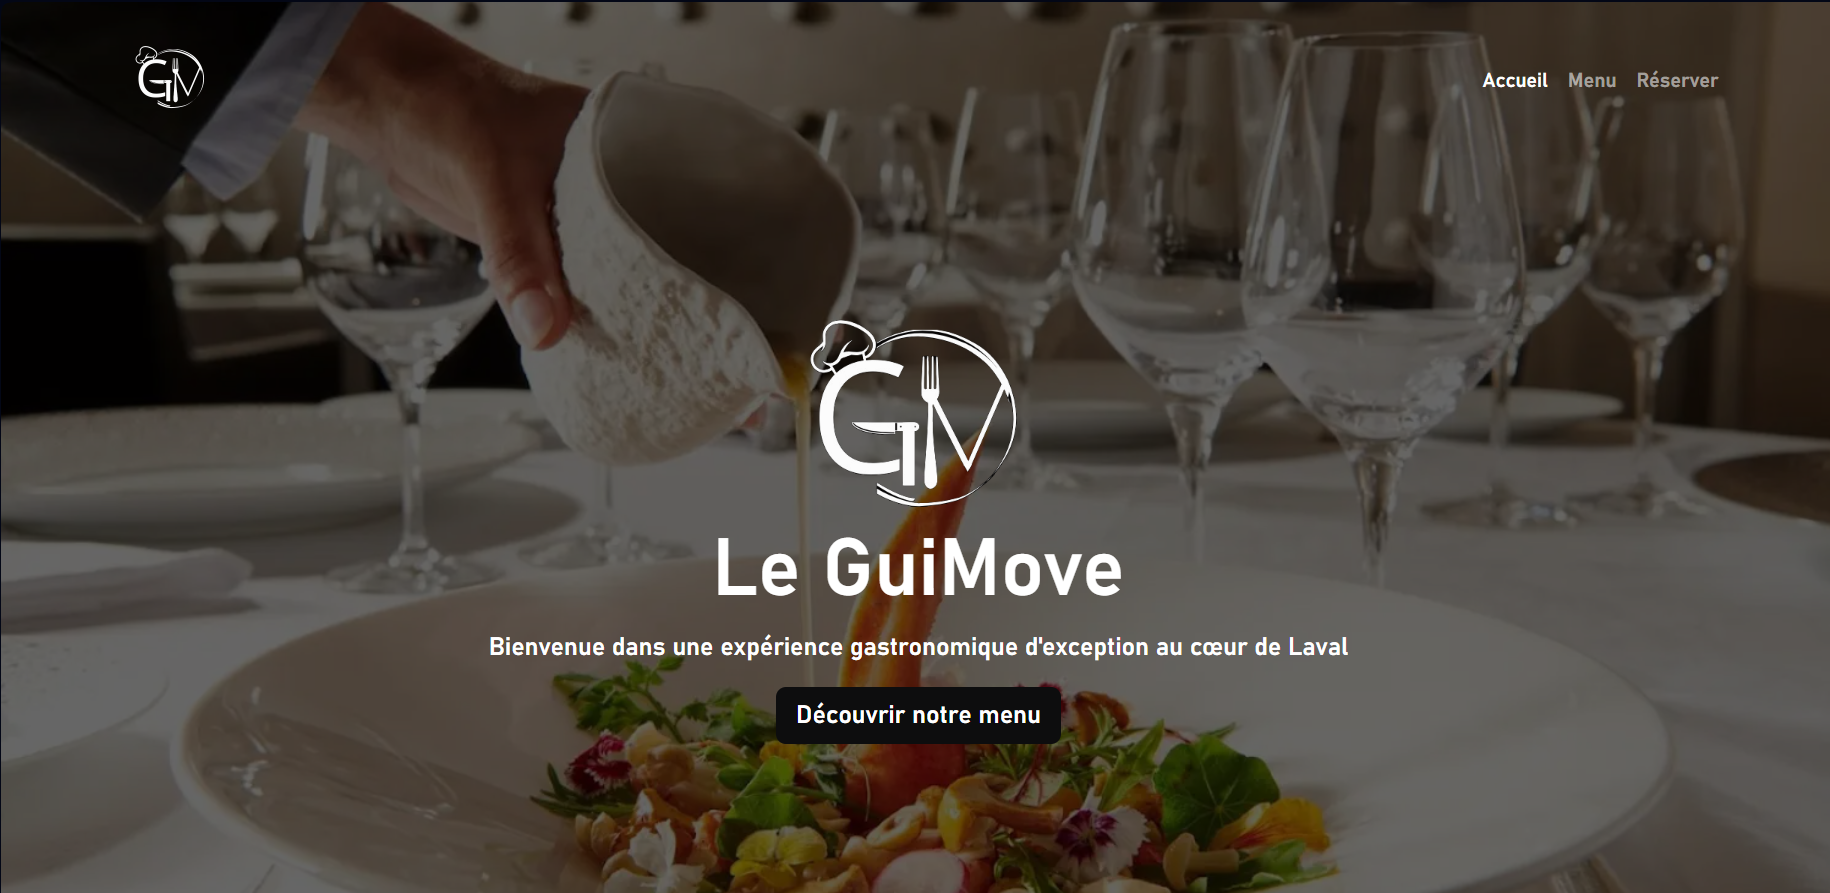 GM
Accueil Menu Réserver
GM
Le GuiMove
Bienvenue dans une expérience gastronomique d'exception au cœur de Laval
Découvrir notre menu